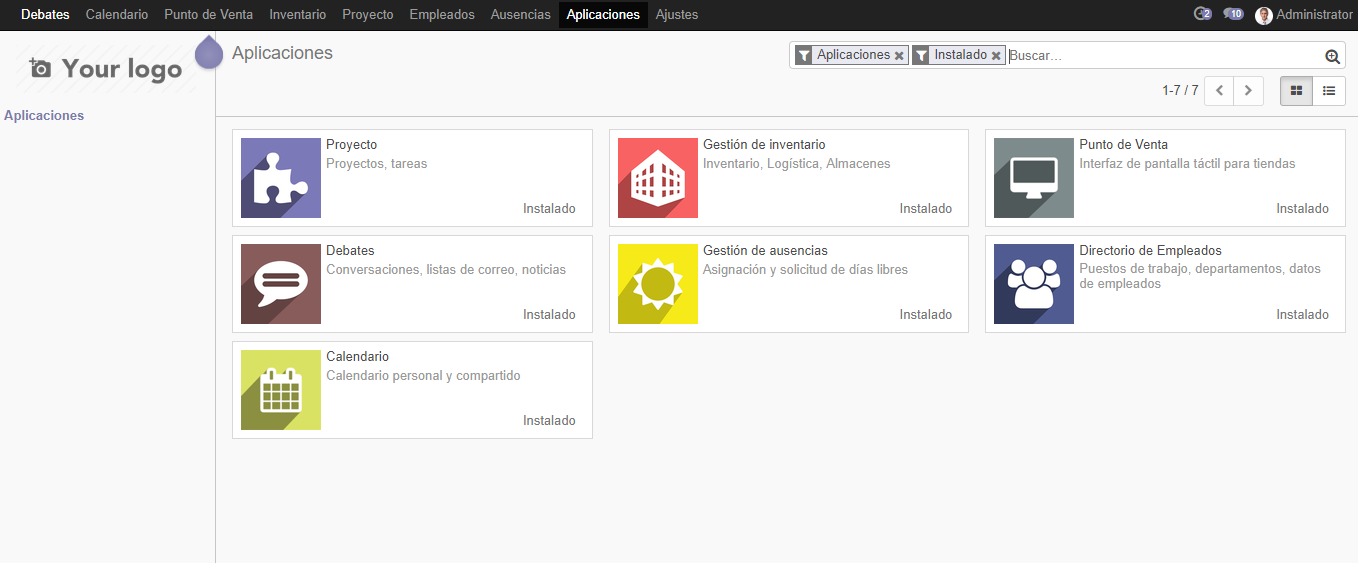 Debates Calendario Punto de Venta Inventario Proyecto Empleados Ausencias Aplicaciones Ajustes 2 10 Administrator
Your logo
Aplicaciones
Aplicaciones
Aplicaciones Instalado Buscar...
1-7 / 7
Proyecto
Proyectos, tareas
Instalado
Gestión de inventario
Inventario, Logística, Almacenes
Instalado
Punto de Venta
Interfaz de pantalla táctil para tiendas
Instalado
Debates
Conversaciones, listas de correo, noticias
Instalado
Gestión de ausencias
Asignación y solicitud de días libres
Instalado
Directorio de Empleados
Puestos de trabajo, departamentos, datos
de empleados
Instalado
Calendario
Calendario personal y compartido
Instalado